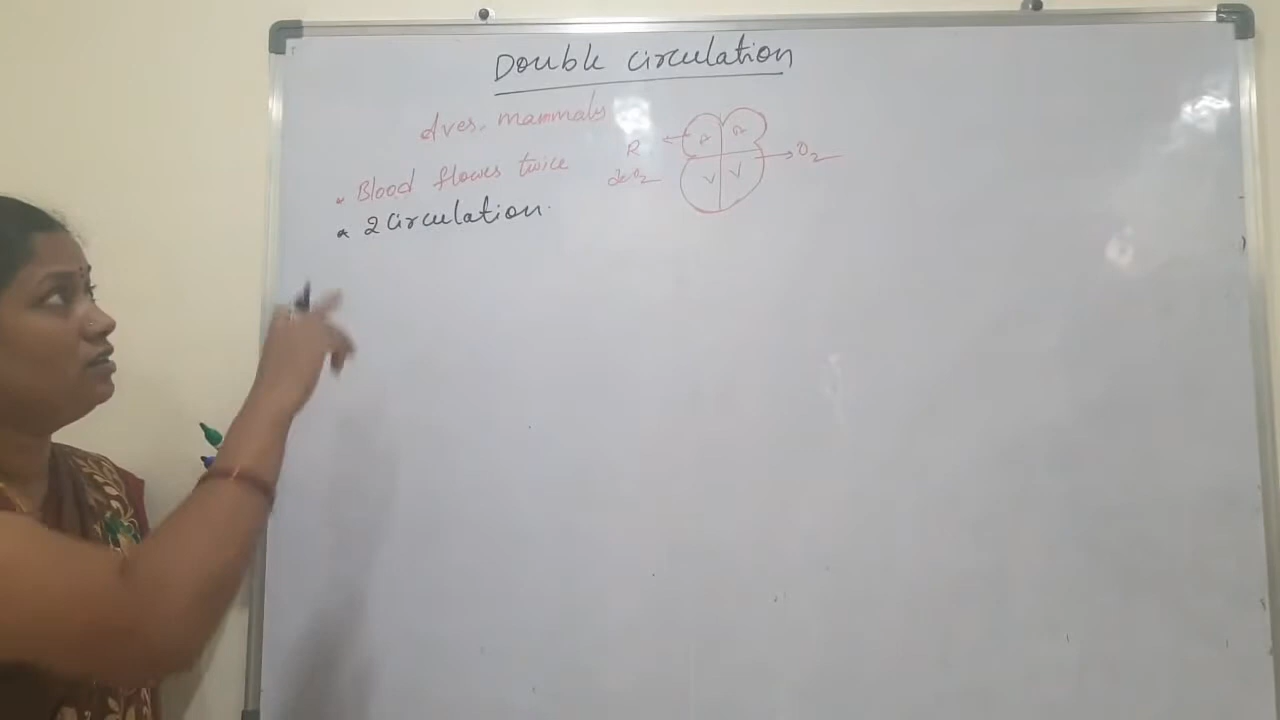 Double circulation
Aves, mammals
Blood flows twice
2 circulation.
R
deO2
A A
V V
O2